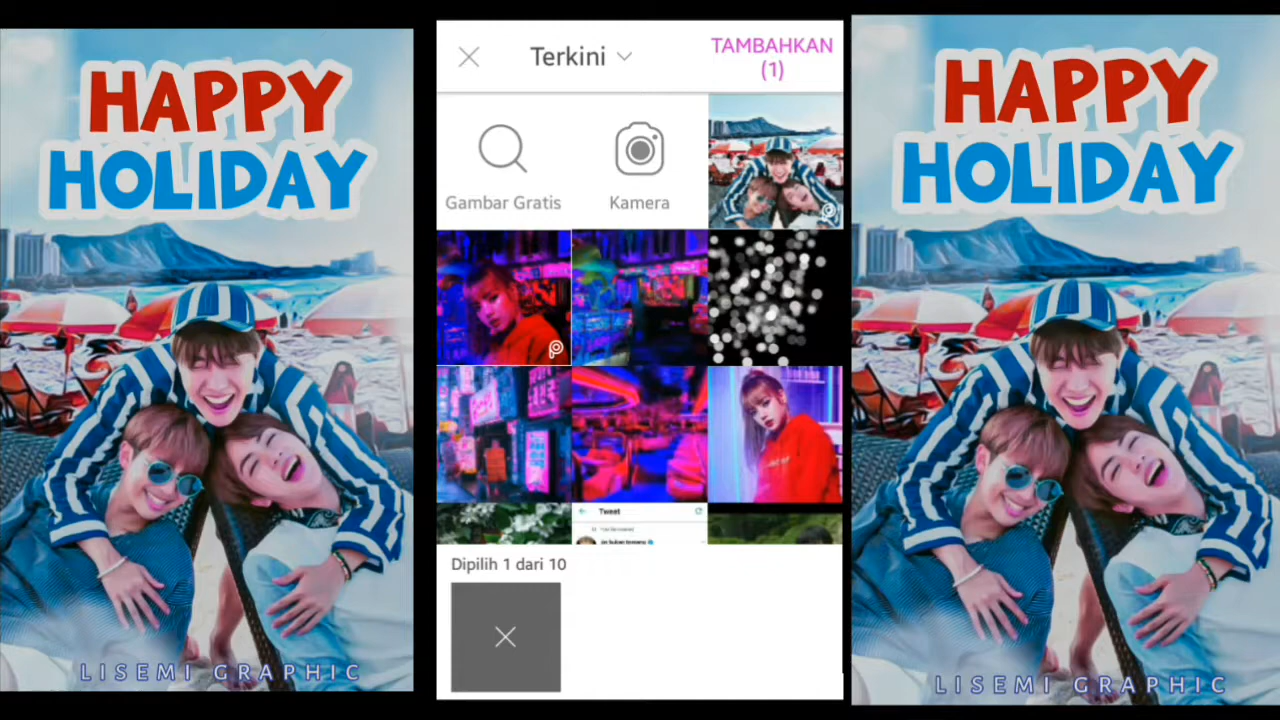 HAPPY
HOLIDAY
LISEMI GRAPHIC
Terkini
TAMBAHKAN
(1)
Gambar Gratis
Kamera
Tweet
Dipilih 1 dari 10
HAPPY
HOLIDAY
LISEMI GRAPHIC